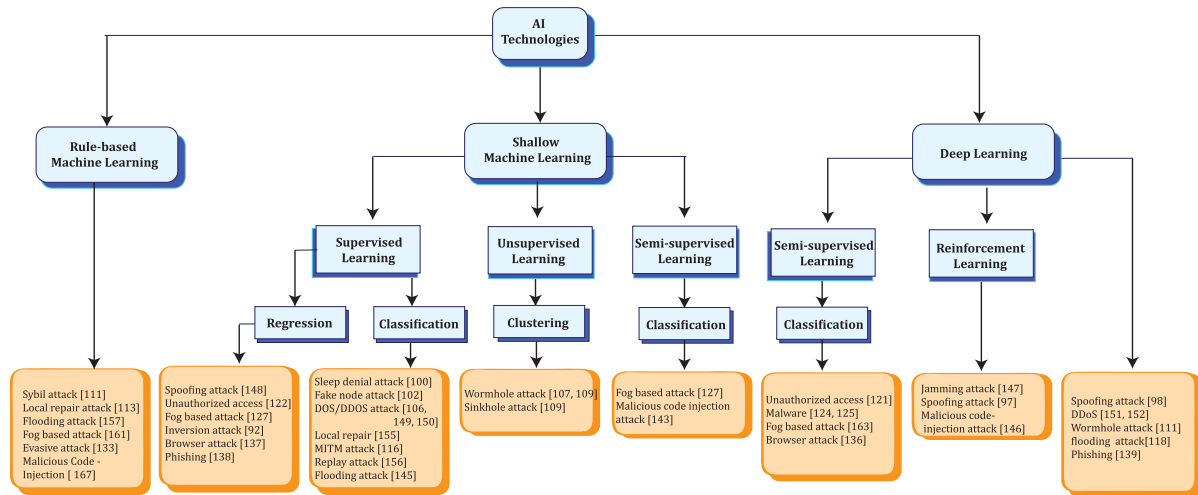 AI
Technologies
Rule-based
Machine Learning
Shallow
Machine Learning
Deep Learning
Supervised
Learning
Unsupervised
Learning
Semi-supervised
Learning
Semi-supervised
Learning
Reinforcement
Learning
Regression
Classification
Clustering
Classification
Classification
Sybil attack [111]
Local repair attack [113]
Flooding attack [157]
Fog based attack [161]
Evasive attack [133]
Malicious Code -
Injection [ 167]
Spoofing attack [148]
Unauthorized access [122]
Fog based attack [127]
Inversion attack [92]
Browser attack [137]
Phishing [138]
Sleep denial attack [100]
Fake node attack [102]
DOS/DDOS attack [106,
149, 150]
Local repair [155]
MITM attack [116]
Replay attack [156]
Flooding attack [145]
Wormhole attack [107, 109]
Sinkhole attack [109]
Fog based attack [127]
Malicious code injection
attack [143]
Unauthorized access [121]
Malware [124, 125]
Fog based attack [163]
Browser attack [136]
Jamming attack [147]
Spoofing attack [97]
Malicious code-
injection attack [146]
Spoofing attack [98]
DDoS [151, 152]
Wormhole attack [111]
flooding attack[118]
Phishing [139]